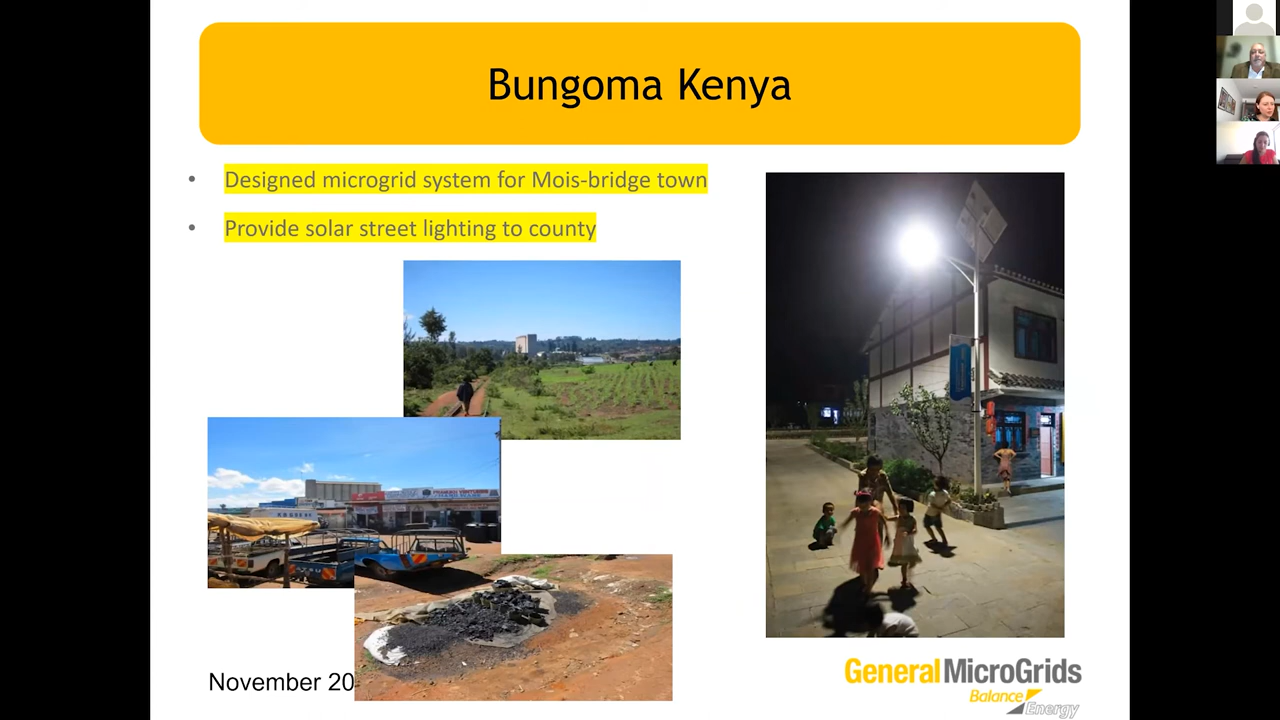 Bungoma Kenya
• Designed microgrid system for Mois-bridge town
• Provide solar street lighting to county
November 20
General MicroGrids
Balance
Energy